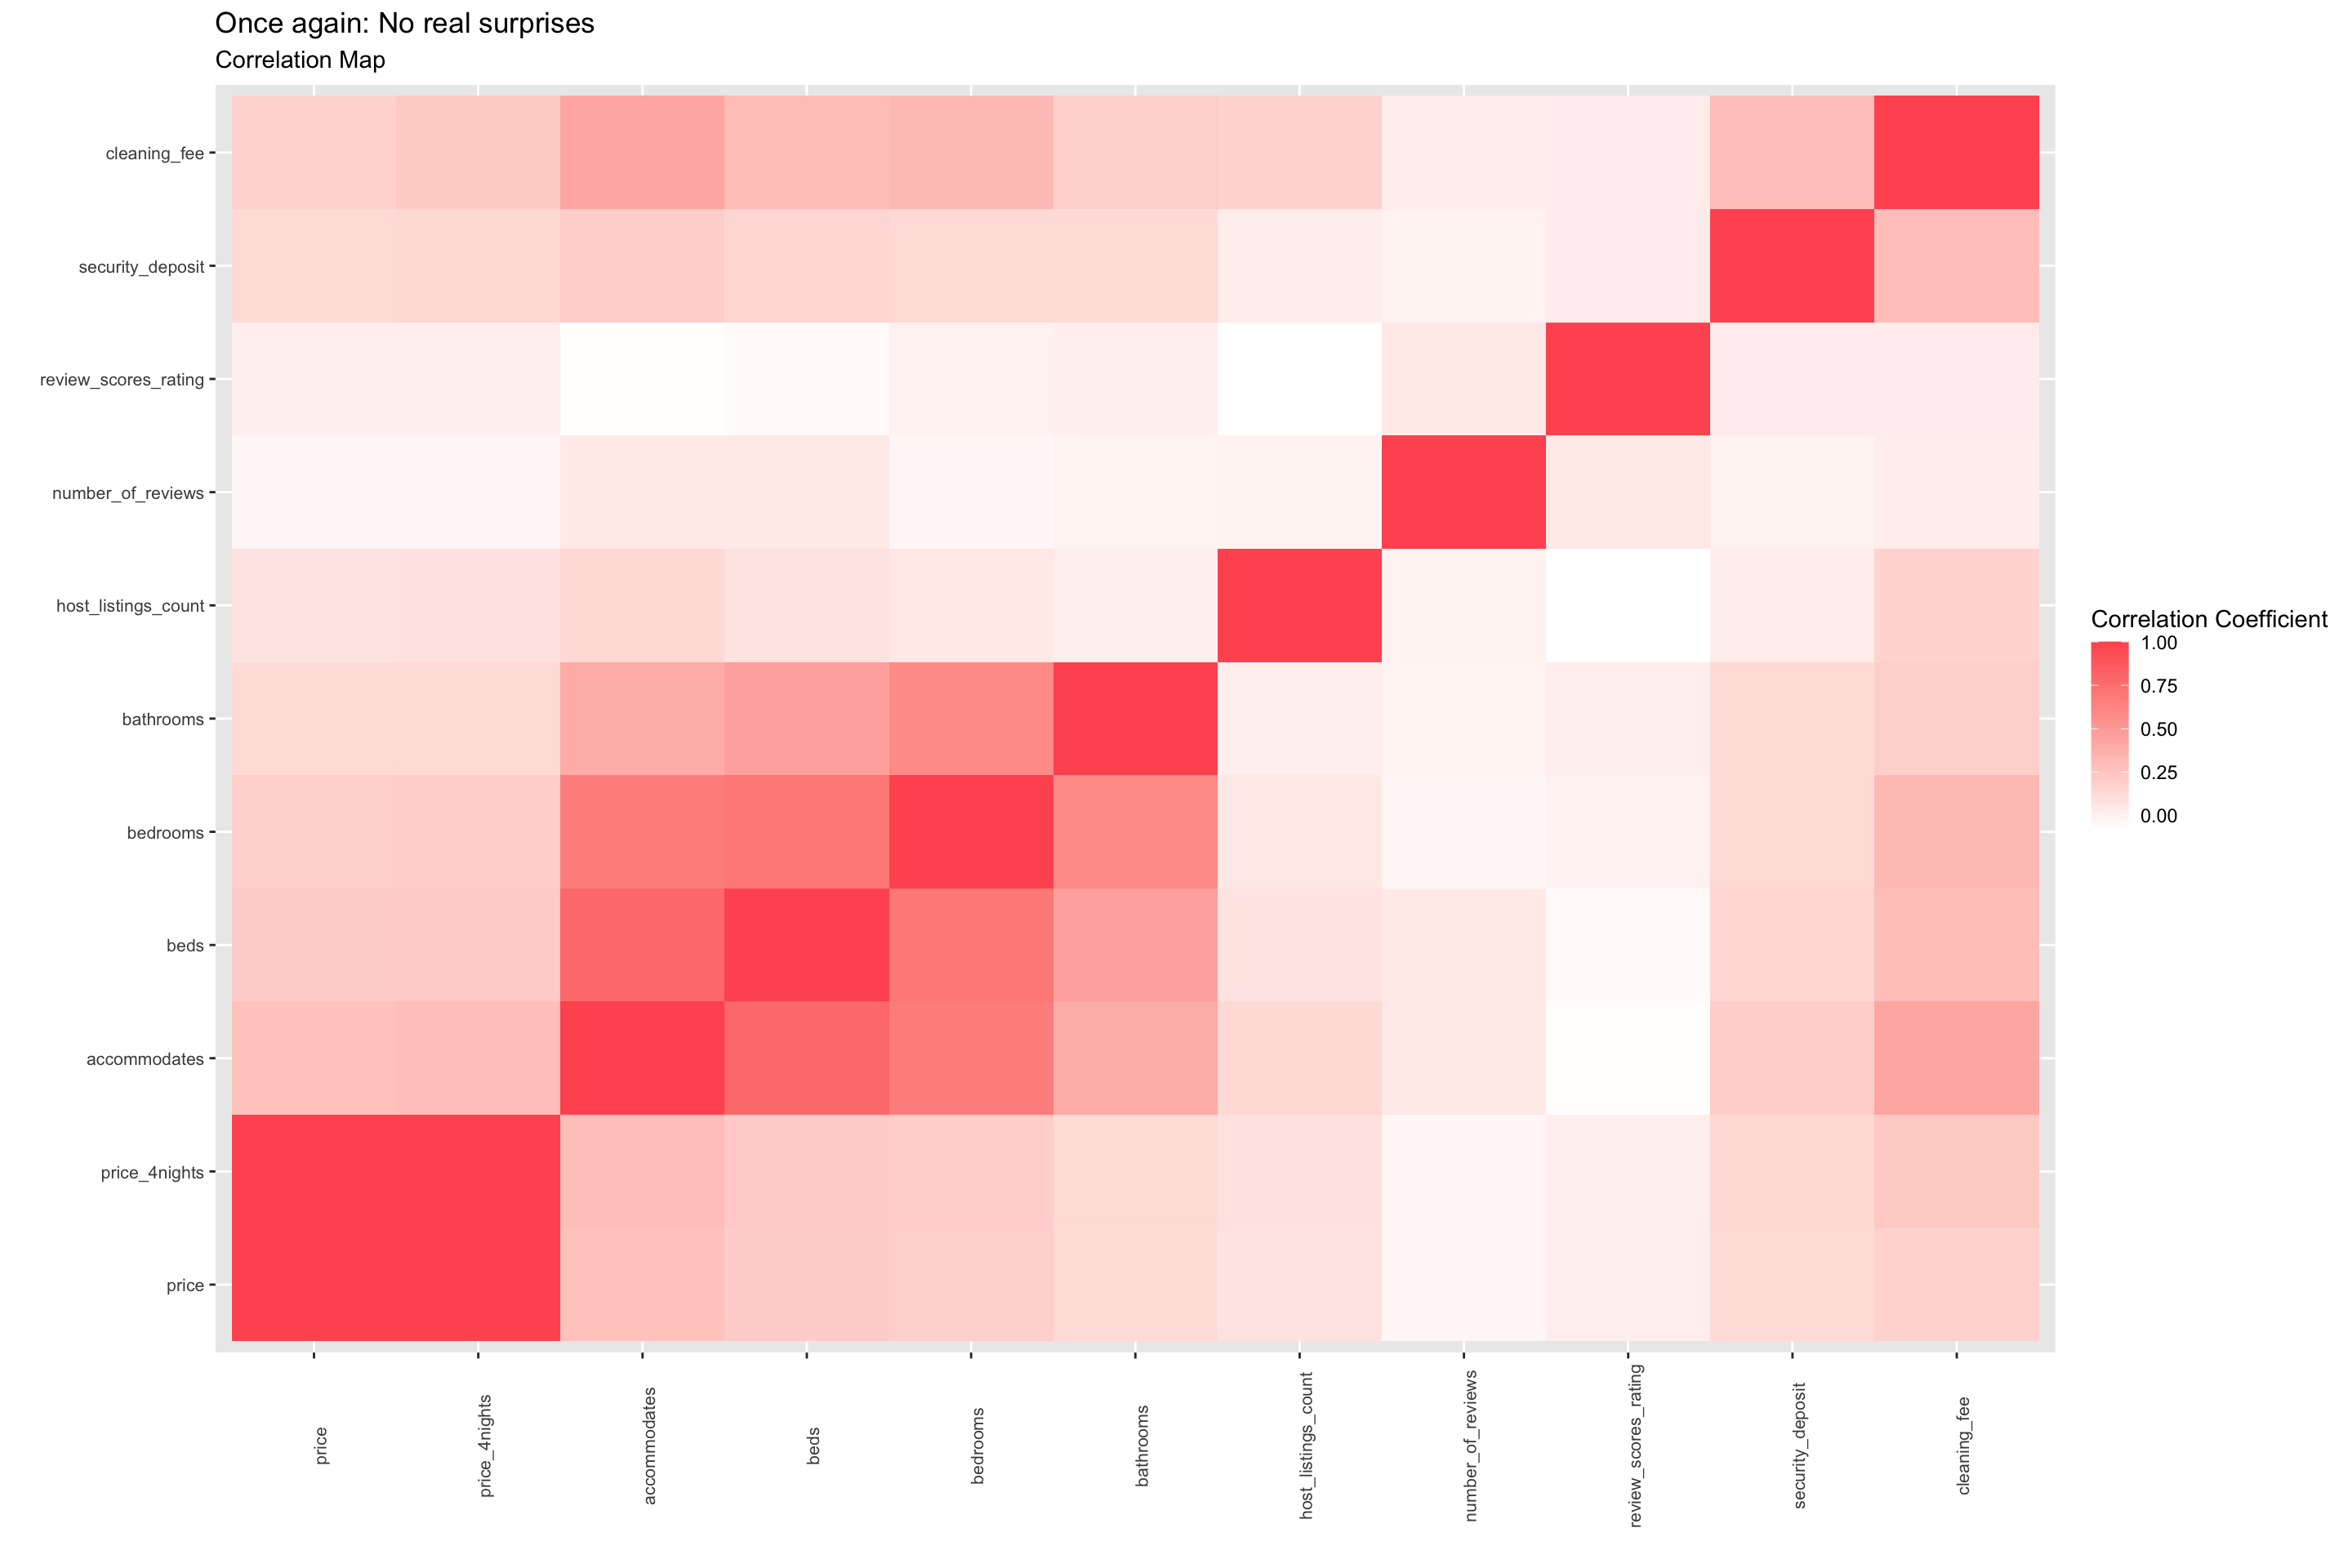 Once again: No real surprises
Correlation Map
cleaning_fee
security_deposit
review_scores_rating
number_of_reviews
host_listings_count
bathrooms
bedrooms
beds
accommodates
price_4nights
price
price
price_4nights
accommodates
beds
bedrooms
bathrooms
host_listings_count
number_of_reviews
review_scores_rating
security_deposit
cleaning_fee
Correlation Coefficient
1.00
0.75
0.50
0.25
0.00